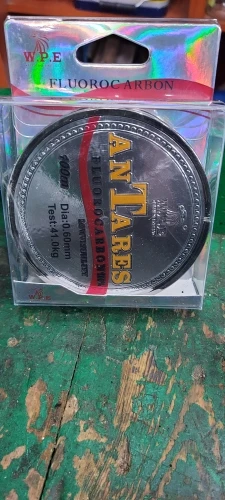 W.P.E
FLUOROCARBON
ANTARES
FLUOROCARBON
100m
Dia:0.60mm
Test:41.0kg
W.P.E